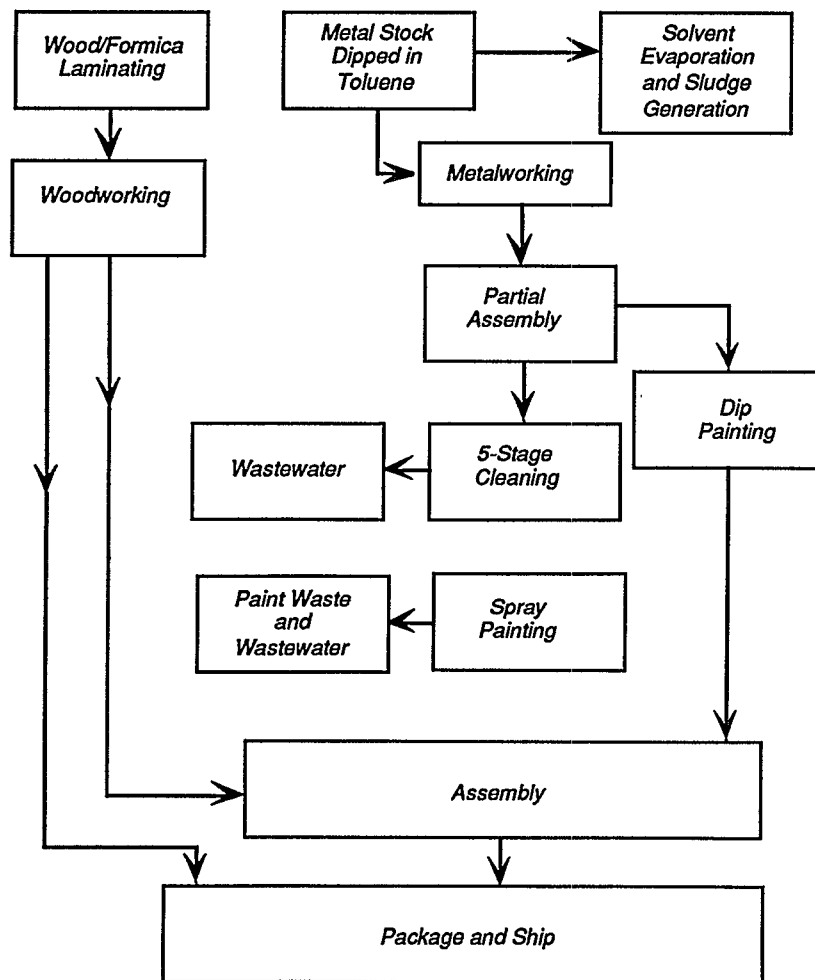 Wood/Formica
Laminating
Metal Stock
Dipped in
Toluene
Solvent
Evaporation
and Sludge
Generation
Woodworking
Metalworking
Partial
Assembly
Dip
Painting
Wastewater
5-Stage
Cleaning
Paint Waste
and
Wastewater
Spray
Painting
Assembly
Package and Ship